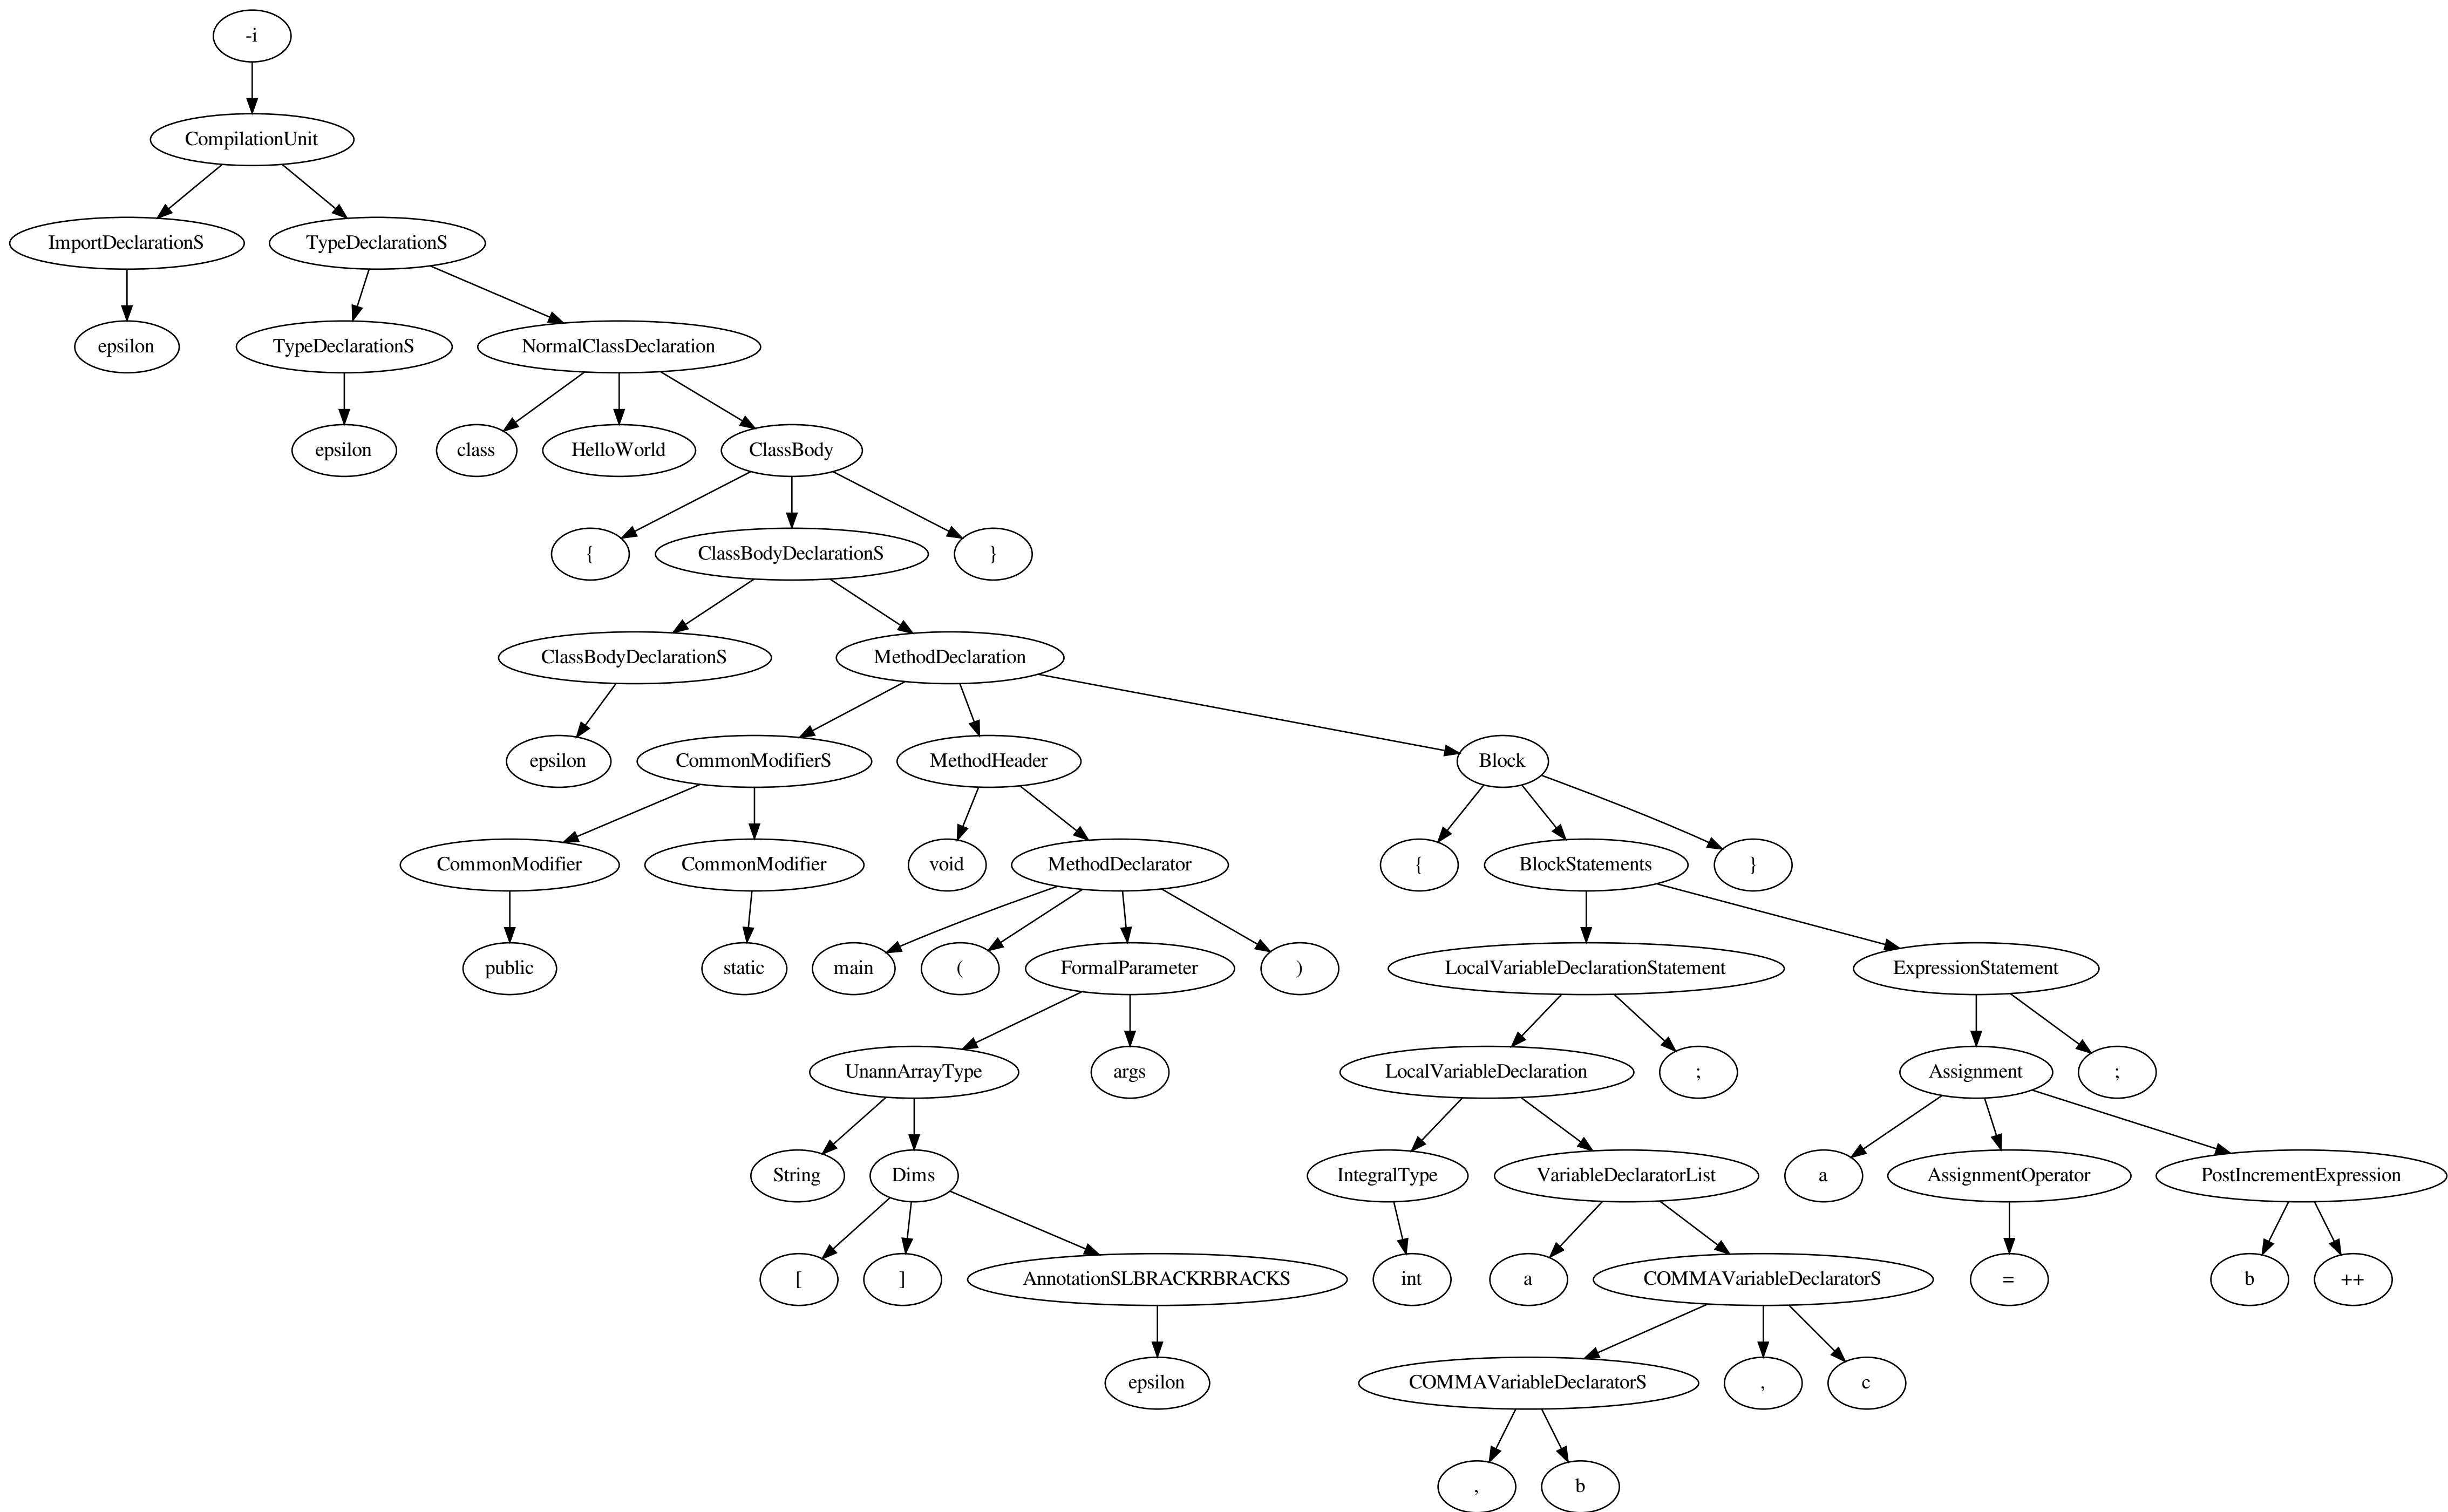 -i
CompilationUnit
ImportDeclarationS
TypeDeclarationS
epsilon
TypeDeclarationS
NormalClassDeclaration
epsilon
class
HelloWorld
ClassBody
{
ClassBodyDeclarationS
}
ClassBodyDeclarationS
MethodDeclaration
epsilon
CommonModifierS
MethodHeader
Block
CommonModifier
CommonModifier
void
MethodDeclarator
{
BlockStatements
}
public
static
main
(
FormalParameter
)
LocalVariableDeclarationStatement
ExpressionStatement
UnannArrayType
args
LocalVariableDeclaration
;
Assignment
;
String
Dims
IntegralType
VariableDeclaratorList
a
AssignmentOperator
PostIncrementExpression
[
]
AnnotationSLBRACKRBRACKS
int
a
COMMAVariableDeclaratorS
=
b
++
epsilon
COMMAVariableDeclaratorS
,
c
,
b